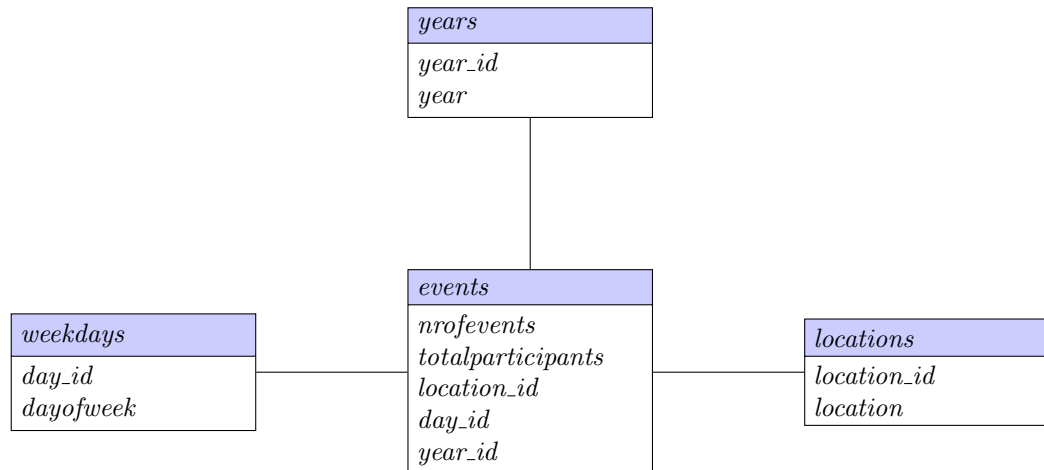 years
year_id
year
events
nrofevents
totalparticipants
location_id
day_id
year_id
weekdays
day_id
dayofweek
locations
location_id
location